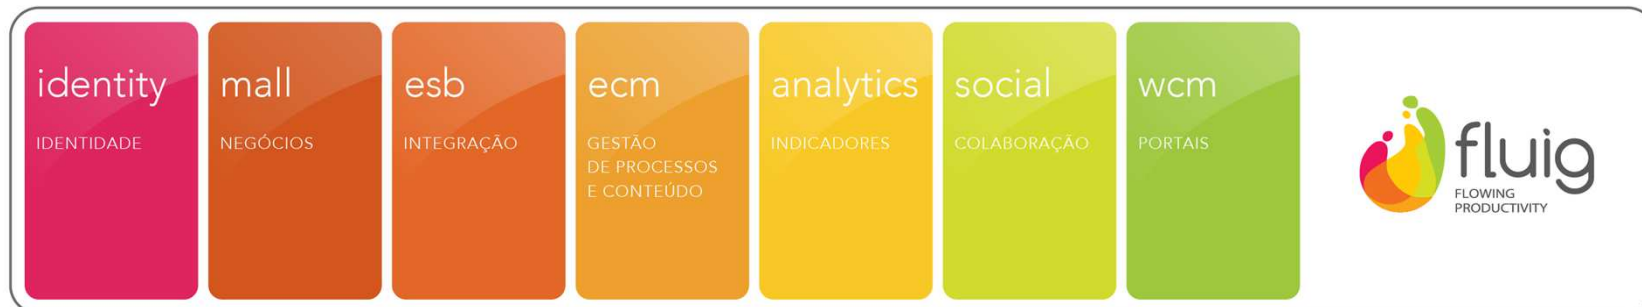 identity
IDENTIDADE
mall
NEGÓCIOS
esb
INTEGRAÇÃO
ecm
GESTÃO
DE PROCESSOS
E CONTEÚDO
analytics
INDICADORES
social
COLABORAÇÃO
wcm
PORTAIS
fluig
FLOWING
PRODUCTIVITY